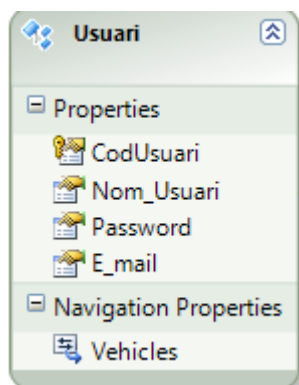 Usuari
Properties
CodUsuari
Nom_Usuari
Password
E_mail
Navigation Properties
Vehicles